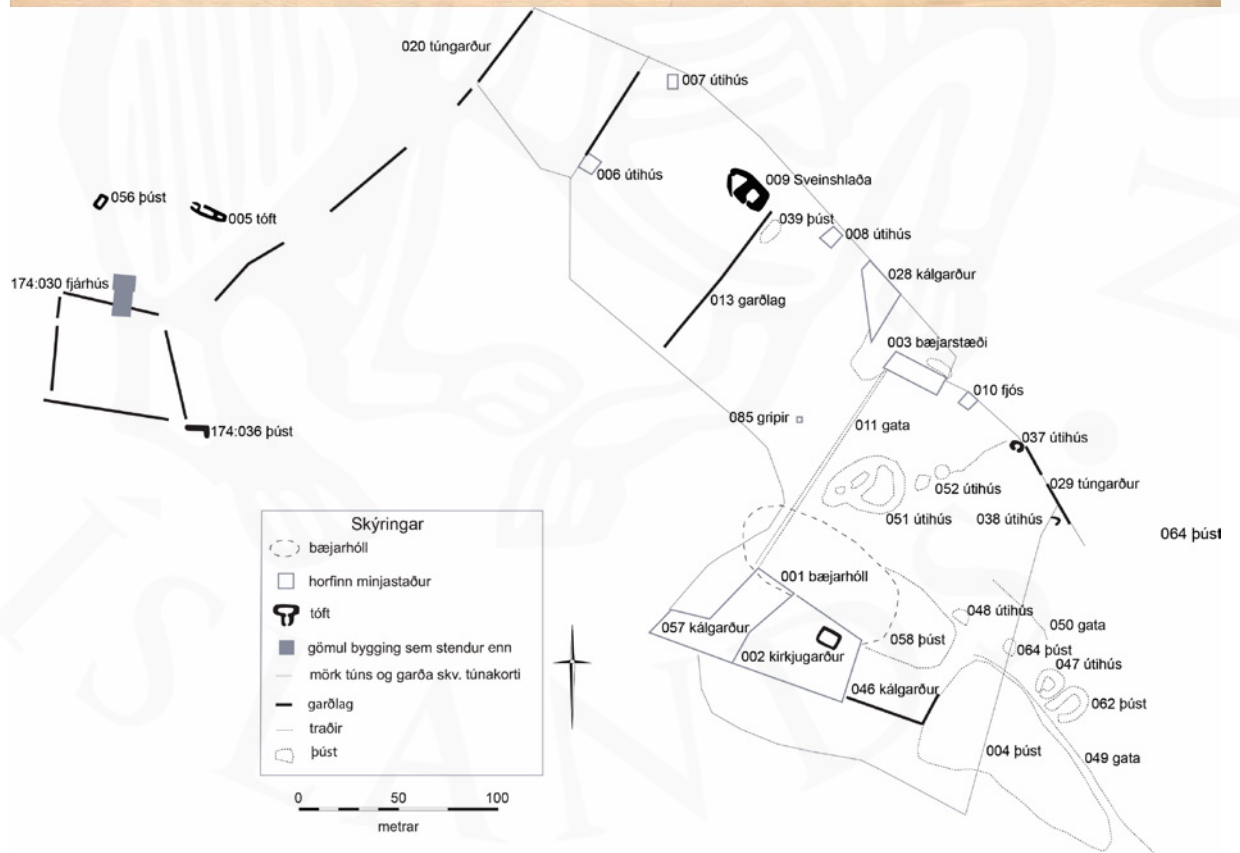 020 túngarður
007 útihús
006 útihús
009 Sveinshlaða
056 þúst
005 tóft
039 þúst
008 útihús
028 kálgarður
174:030 fjárhús
013 garðlag
003 bæjarstæði
010 fjós
085 gripir
011 gata
174:036 þúst
037 útihús
052 útihús
029 túngarður
051 útihús
038 útihús
064 þúst
Skýringar
bæjarhóll
horfinn minjastaður
tóft
gömul bygging sem stendur enn
mörk túns og garða skv. túnakorti
garðlag
traðir
þúst
001 bæjarhóll
048 útihús
050 gata
057 kálgarður
058 þúst
064 þúst
002 kirkjugarður
047 útihús
046 kálgarður
062 þúst
004 þúst
049 gata
0 50 100
metrar
ÍSLANDS